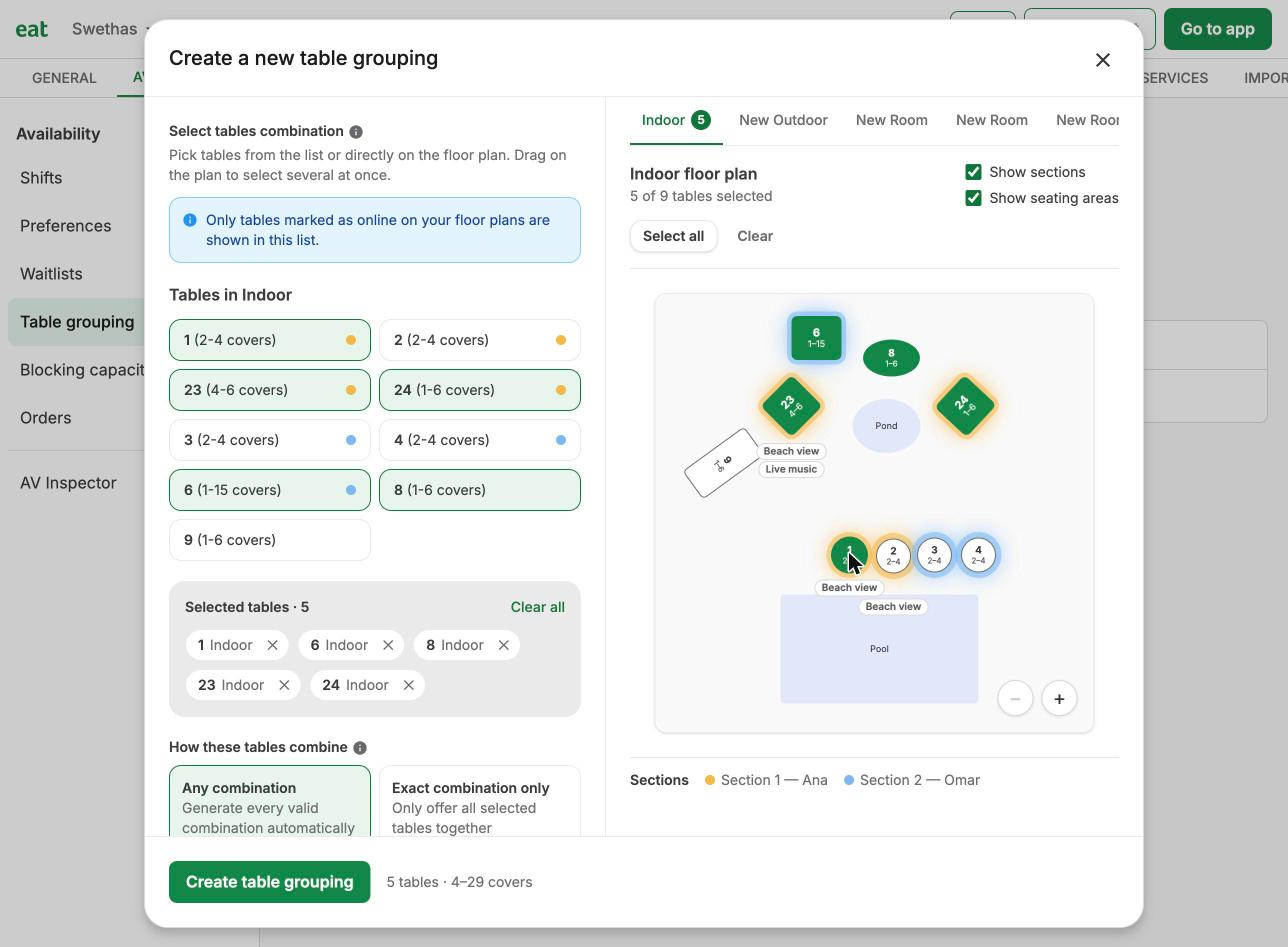 eat
Swethas
Go to app
GENERAL
SERVICES
Create a new table grouping
Availability
Shifts
Preferences
Waitlists
Table grouping
Blocking capacit
Orders
AV Inspector
Select tables combination
Pick tables from the list or directly on the floor plan. Drag on
the plan to select several at once.
Only tables marked as online on your floor plans are
shown in this list.
Tables in Indoor
1 (2-4 covers)
2 (2-4 covers)
23 (4-6 covers)
24 (1-6 covers)
3 (2-4 covers)
4 (2-4 covers)
6 (1-15 covers)
8 (1-6 covers)
9 (1-6 covers)
Selected tables · 5
Clear all
1 Indoor
6 Indoor
8 Indoor
23 Indoor
24 Indoor
How these tables combine
Any combination
Generate every valid
combination automatically
Exact combination only
Only offer all selected
tables together
Create table grouping
5 tables · 4–29 covers
Indoor 5
New Outdoor
New Room
New Room
New Roor
Indoor floor plan
5 of 9 tables selected
Show sections
Show seating areas
Select all
Clear
6
1–15
8
1–6
23
4–6
24
1–6
Pond
Beach view
Live music
9
1–6
1
2
2–4
3
2–4
4
2–4
Beach view
Beach view
Pool
Sections
Section 1 — Ana
Section 2 — Omar